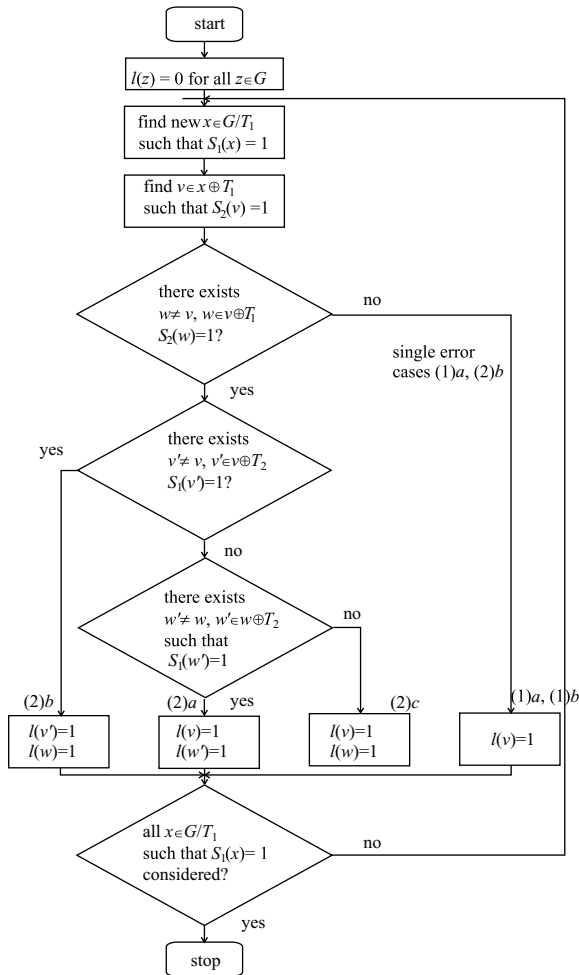 start
l(z) = 0 for all z∈G
find new x∈G/T₁
such that S₁(x) = 1
find v∈x⊕T₁
such that S₂(v) =1
there exists
w≠ v, w∈v⊕T₁
S₂(w)=1?
no
single error
cases (1)a, (2)b
yes
there exists
v'≠ v, v'∈v⊕T₂
S₁(v')=1?
yes
no
there exists
w'≠ w, w'∈w⊕T₂
such that
S₁(w')=1
no
yes
(2)b
(2)a
(2)c
(1)a, (1)b
l(v')=1
l(w)=1
l(v)=1
l(w')=1
l(v)=1
l(w)=1
l(v)=1
all x∈G/T₁
such that S₁(x)= 1
considered?
no
yes
stop